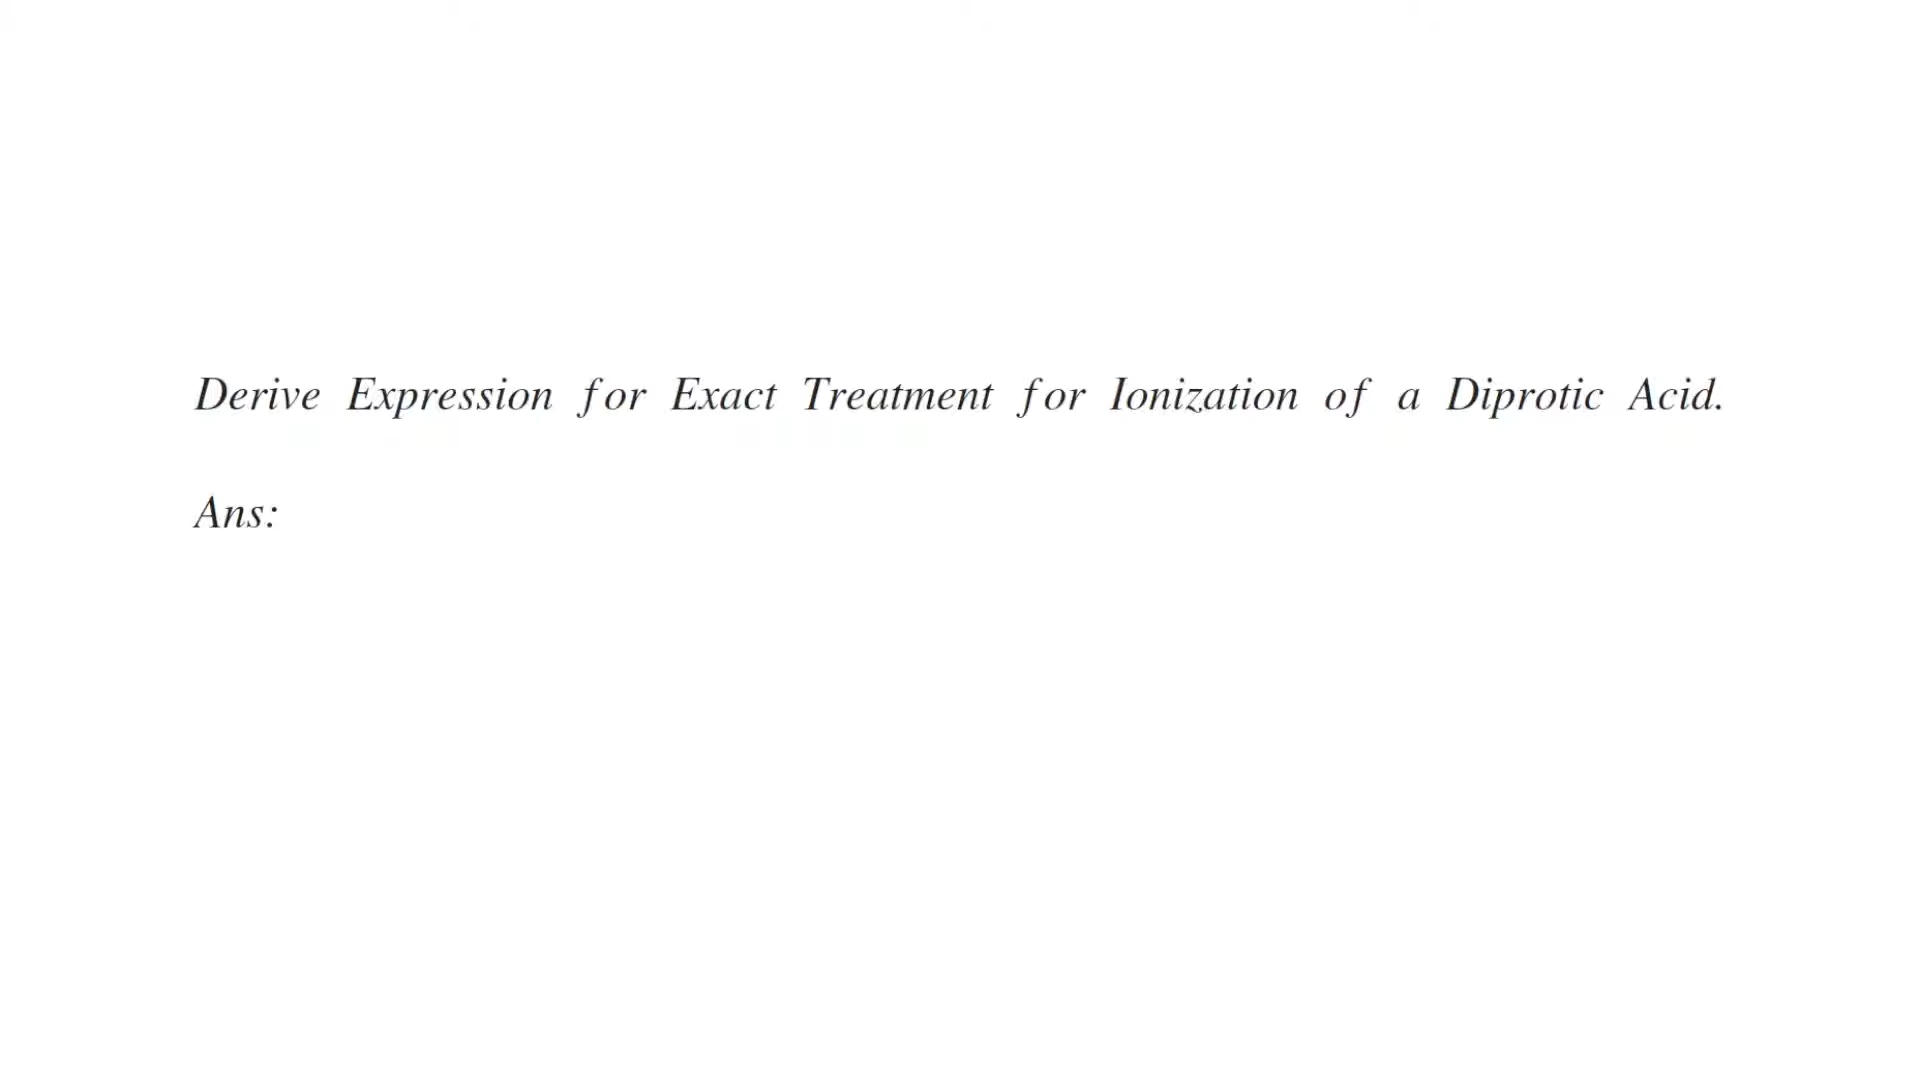 Derive Expression for Exact Treatment for Ionization of a Diprotic Acid.
Ans: